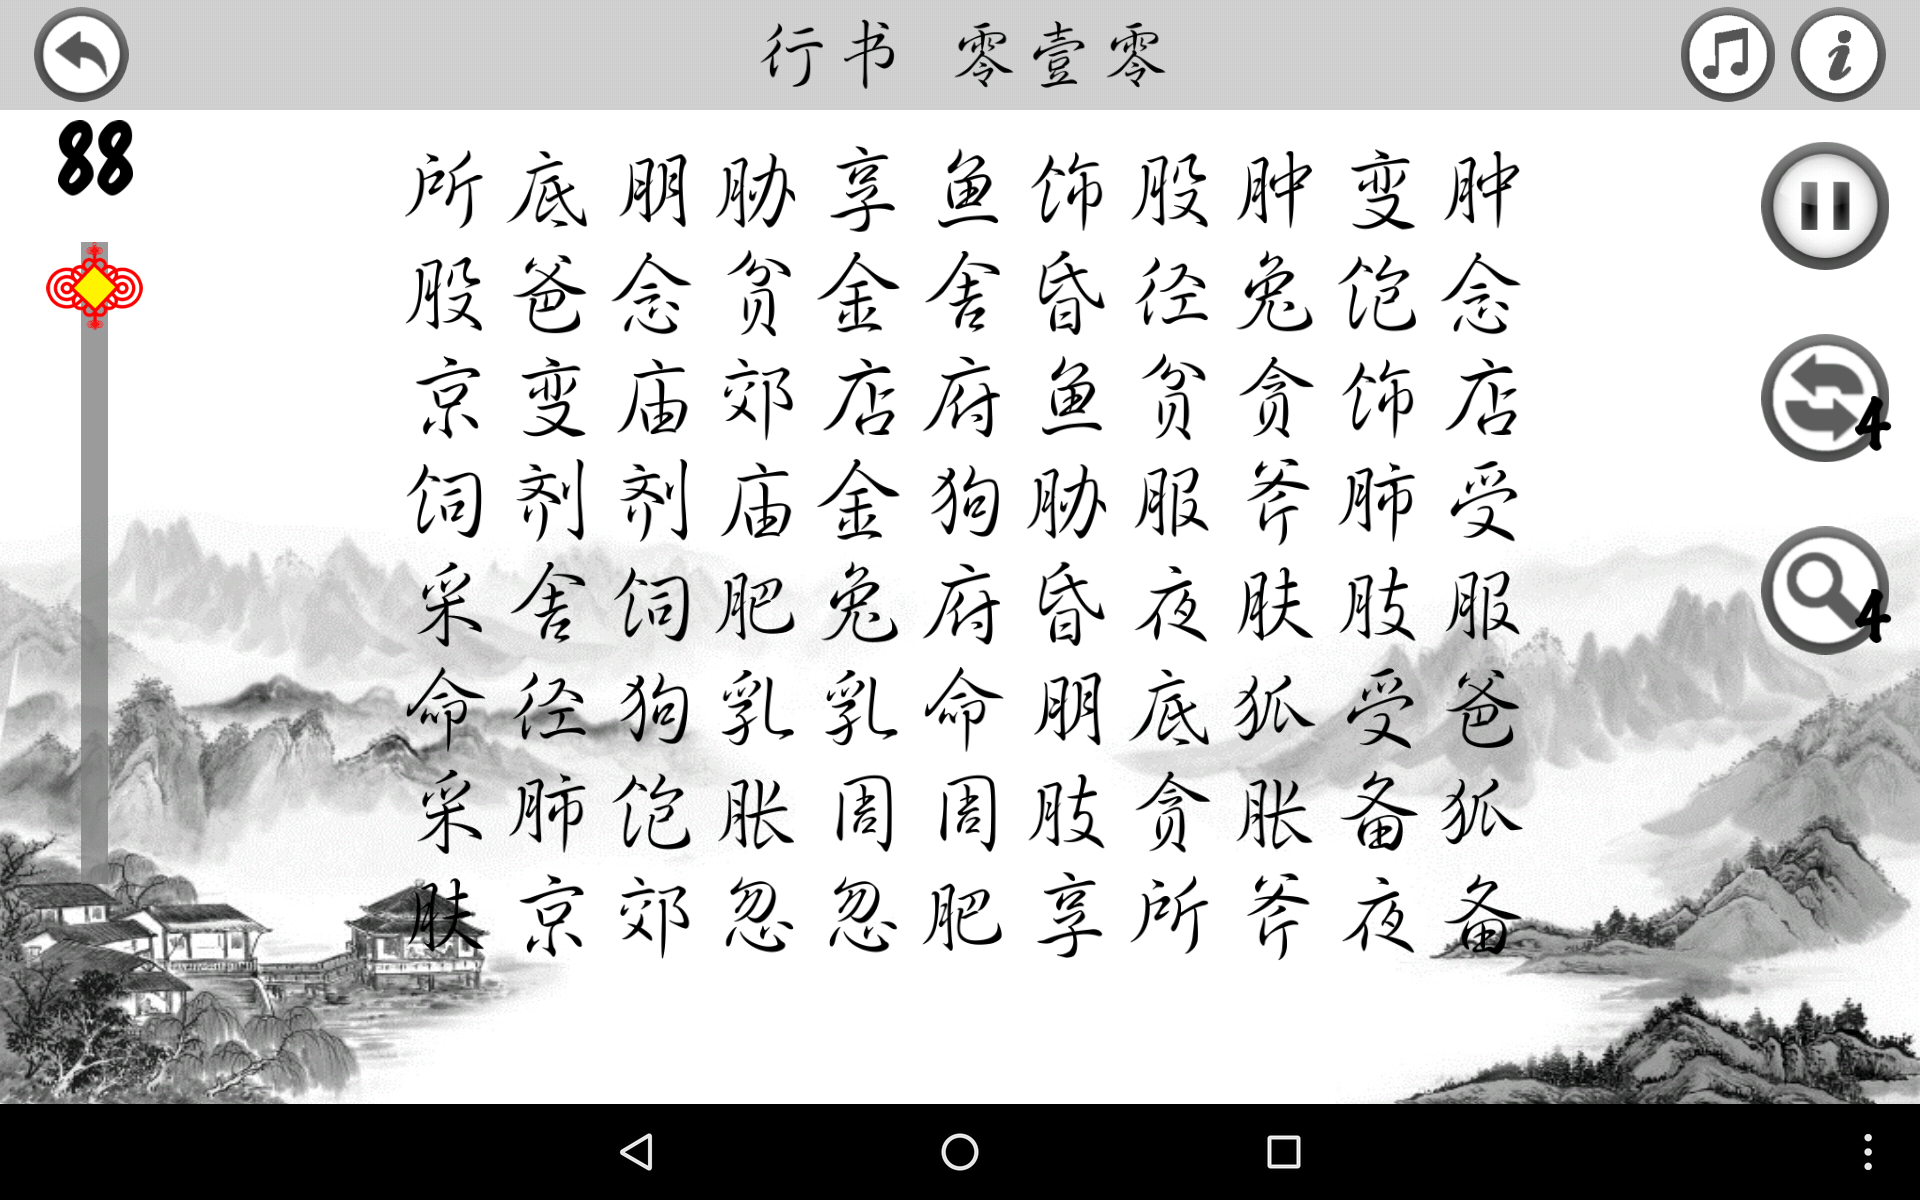 行书 零壹零
88
所底朋胁享鱼饰股肿变肿
股爸念贫金舍昏径兔饱念
京变庙郊店府鱼贫贪饰店
饲剂剂庙金狗胁服斧肺受
采舍饲肥兔府昏夜肤肢服
命径狗乳乳命朋底狐受爸
采肺饱胀周周肢贪胀备狐
肤京郊忽忽肥享所斧夜备
4
4